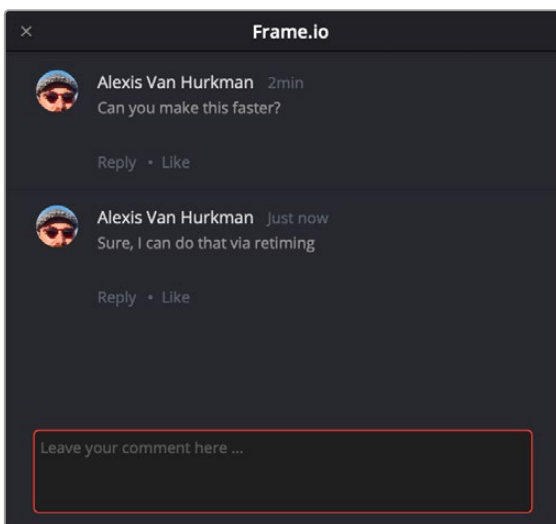 Frame.io
Alexis Van Hurkman 2min
Can you make this faster?
Reply • Like
Alexis Van Hurkman Just now
Sure, I can do that via retiming
Reply • Like
Leave your comment here ...